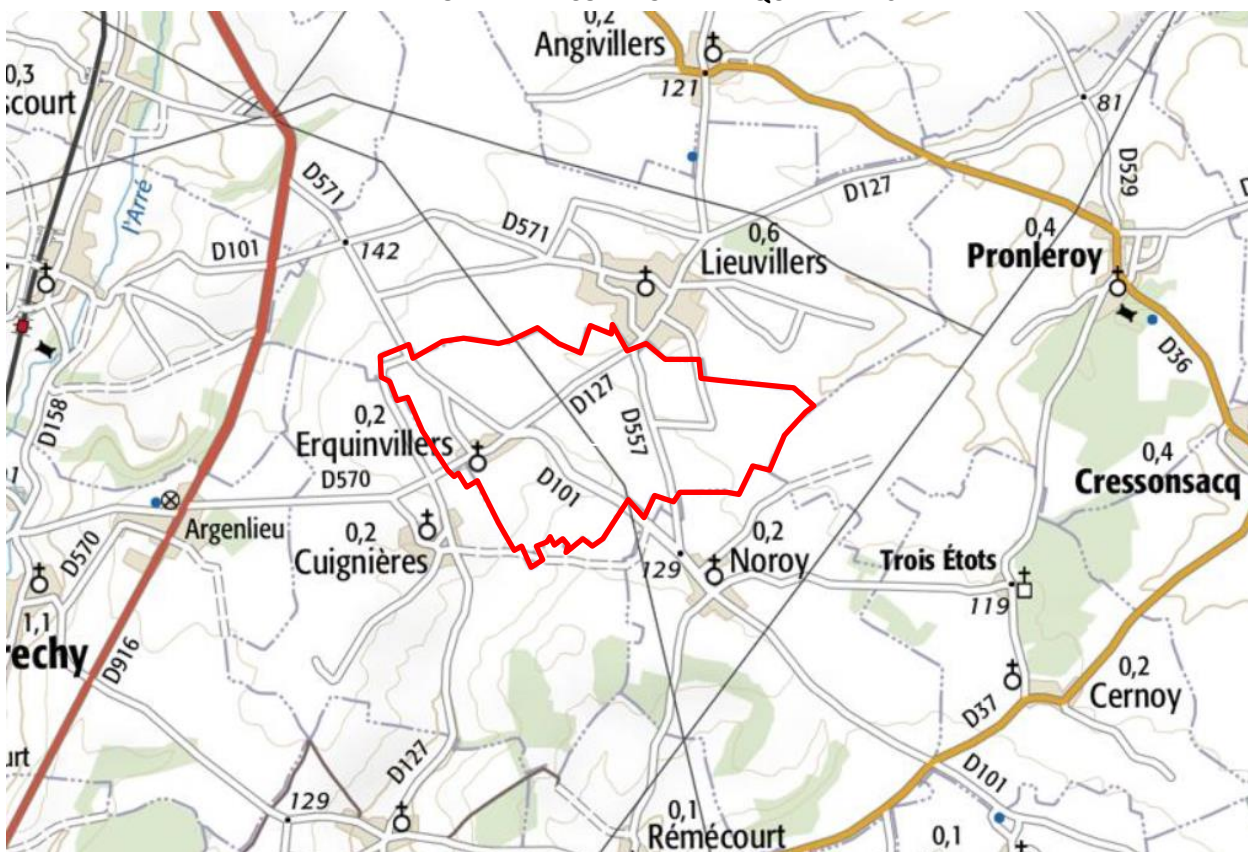 0,2
Angivillers
0,3
scourt
121
81
l'Arré
D571
D529
D127
D101
142
D571
0,6
Lieuvillers
0,4
Pronleroy
D36
D127
0,2
Erquinvillers
D557
D158
D570
D101
0,4
Cressonsacq
Argenlieu
0,2
Cuignières
0,2
Noroy
129
Trois Étots
119
D570
1,1
rechy
D916
0,2
Cernoy
D37
urt
D127
129
D101
0,1
Rémécourt
0,1